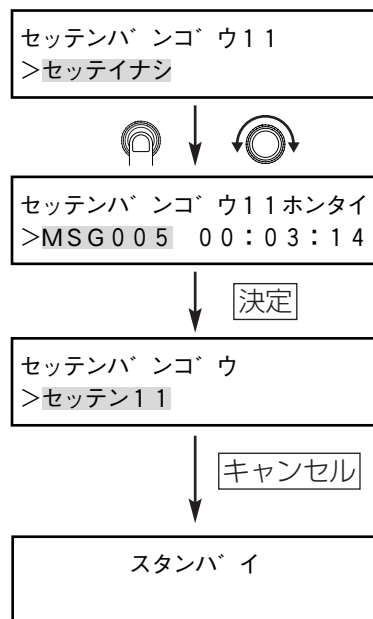 セッテンバンゴウ11
>セッテイナシ
セッテンバンゴウ11ホンタイ
>MSG005 00:03:14
決定
セッテンバンゴウ
>セッテン11
キャンセル
スタンバイ